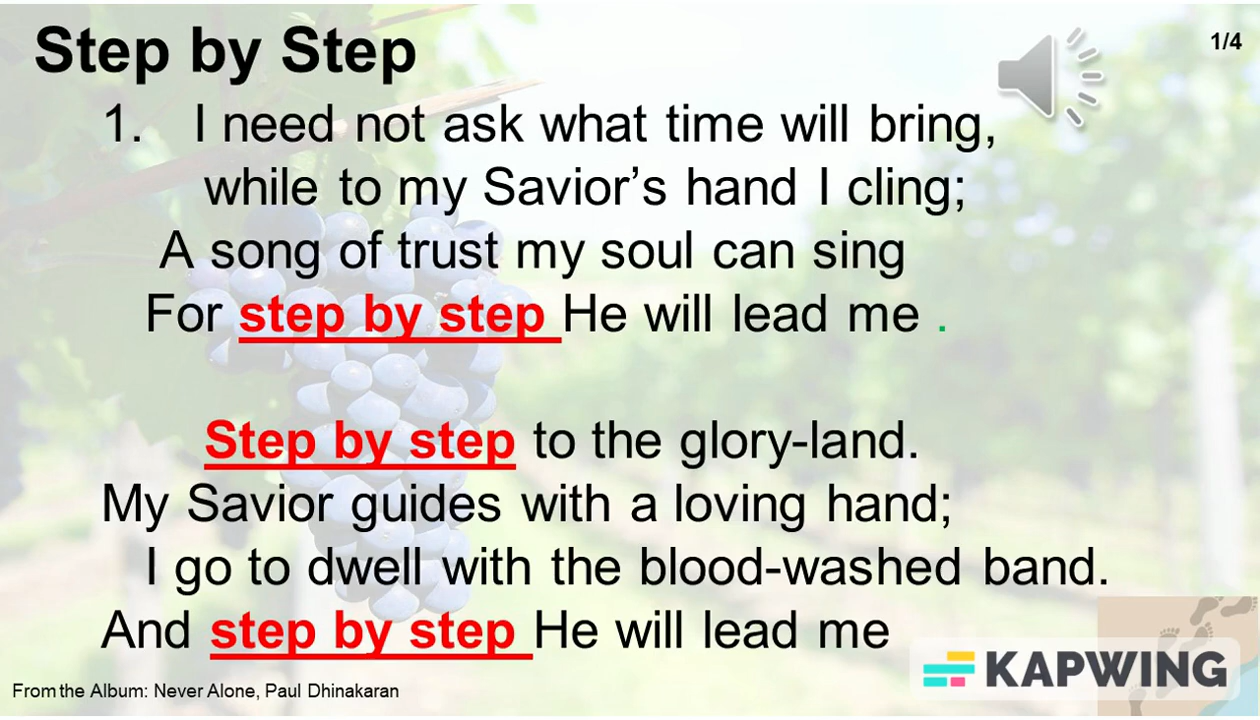 Step by Step
1/4
1. I need not ask what time will bring,
while to my Savior’s hand I cling;
A song of trust my soul can sing
For step by step He will lead me .
Step by step to the glory-land.
My Savior guides with a loving hand;
I go to dwell with the blood-washed band.
And step by step He will lead me
KAPWING
From the Album: Never Alone, Paul Dhinakaran